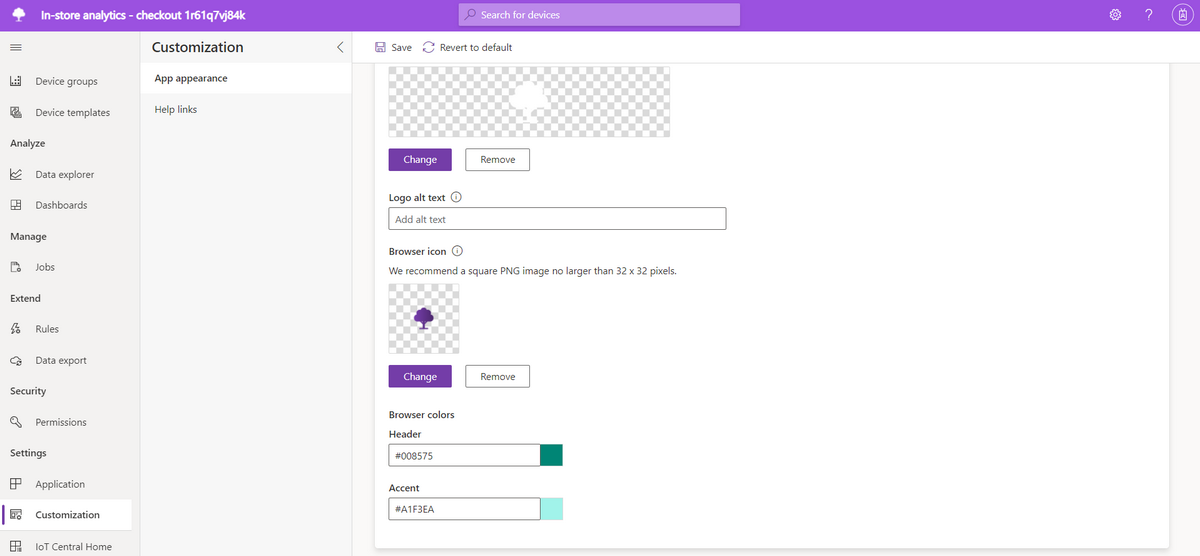 In-store analytics - checkout 1r61q7vj84k
Search for devices
?
Customization
Save
Revert to default
Device groups
Device templates
Analyze
Data explorer
Dashboards
Manage
Jobs
Extend
Rules
Data export
Security
Permissions
Settings
Application
Customization
IoT Central Home
App appearance
Help links
Change
Remove
Logo alt text
Add alt text
Browser icon
We recommend a square PNG image no larger than 32 x 32 pixels.
Change
Remove
Browser colors
Header
#008575
Accent
#A1F3EA